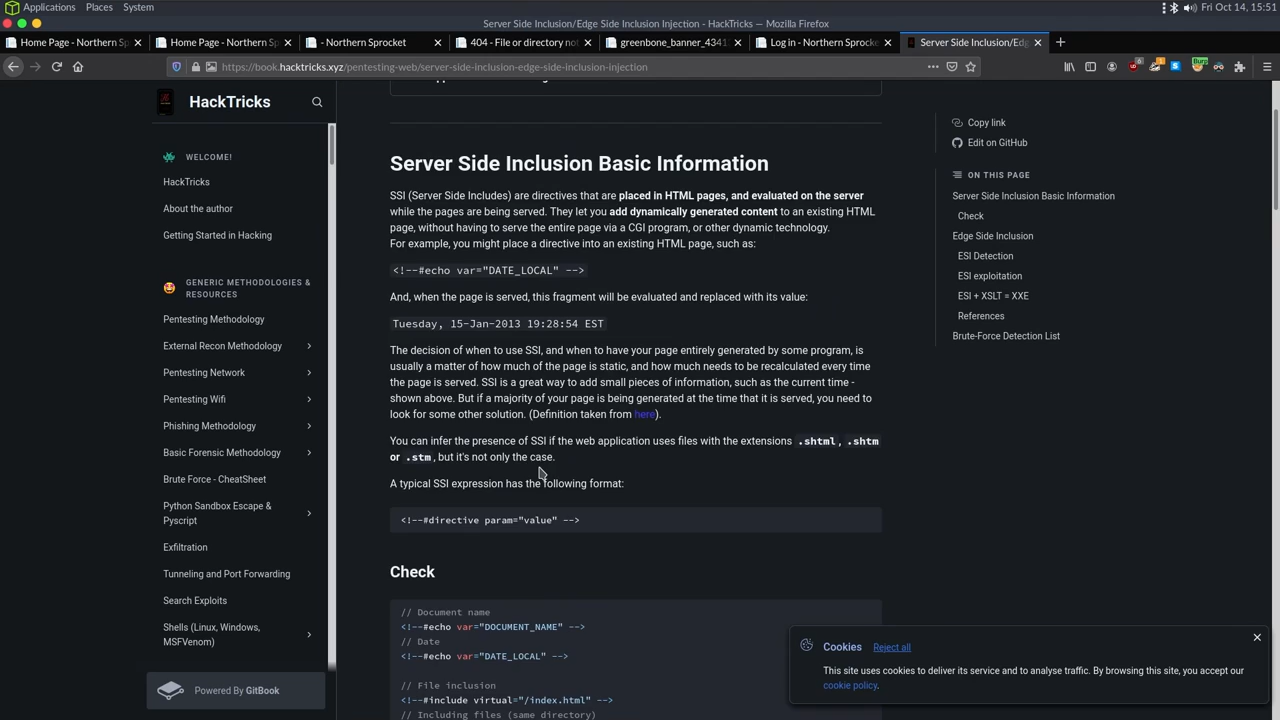 Applications Places System
Fri Oct 14, 15:51
Server Side Inclusion/Edge Side Inclusion Injection - HackTricks — Mozilla Firefox
Home Page - Northern Sp
Home Page - Northern Sp
- Northern Sprocket
404 - File or directory no
greenbone_banner_4341
Log in - Northern Sprocke
Server Side Inclusion/Edg
https://book.hacktricks.xyz/pentesting-web/server-side-inclusion-edge-side-inclusion-injection
HackTricks
WELCOME!
HackTricks
About the author
Getting Started in Hacking
GENERIC METHODOLOGIES &
RESOURCES
Pentesting Methodology
External Recon Methodology
Pentesting Network
Pentesting Wifi
Phishing Methodology
Basic Forensic Methodology
Brute Force - CheatSheet
Python Sandbox Escape &
Pyscript
Exfiltration
Tunneling and Port Forwarding
Search Exploits
Shells (Linux, Windows,
MSFVenom)
Powered By GitBook
Server Side Inclusion Basic Information
SSI (Server Side Includes) are directives that are placed in HTML pages, and evaluated on the server
while the pages are being served. They let you add dynamically generated content to an existing HTML
page, without having to serve the entire page via a CGI program, or other dynamic technology.
For example, you might place a directive into an existing HTML page, such as:
<!--#echo var="DATE_LOCAL" -->
And, when the page is served, this fragment will be evaluated and replaced with its value:
Tuesday, 15-Jan-2013 19:28:54 EST
The decision of when to use SSI, and when to have your page entirely generated by some program, is
usually a matter of how much of the page is static, and how much needs to be recalculated every time
the page is served. SSI is a great way to add small pieces of information, such as the current time -
shown above. But if a majority of your page is being generated at the time that it is served, you need to
look for some other solution. (Definition taken from here).
You can infer the presence of SSI if the web application uses files with the extensions .shtml, .shtm
or .stm, but it's not only the case.
A typical SSI expression has the following format:
<!--#directive param="value" -->
Check
// Document name
<!--#echo var="DOCUMENT_NAME" -->
// Date
<!--#echo var="DATE_LOCAL" -->
// File inclusion
<!--#include virtual="/index.html" -->
// Including files (same directory)
Copy link
Edit on GitHub
ON THIS PAGE
Server Side Inclusion Basic Information
Check
Edge Side Inclusion
ESI Detection
ESI exploitation
ESI + XSLT = XXE
References
Brute-Force Detection List
Cookies Reject all
This site uses cookies to deliver its service and to analyse traffic. By browsing this site, you accept our
cookie policy.